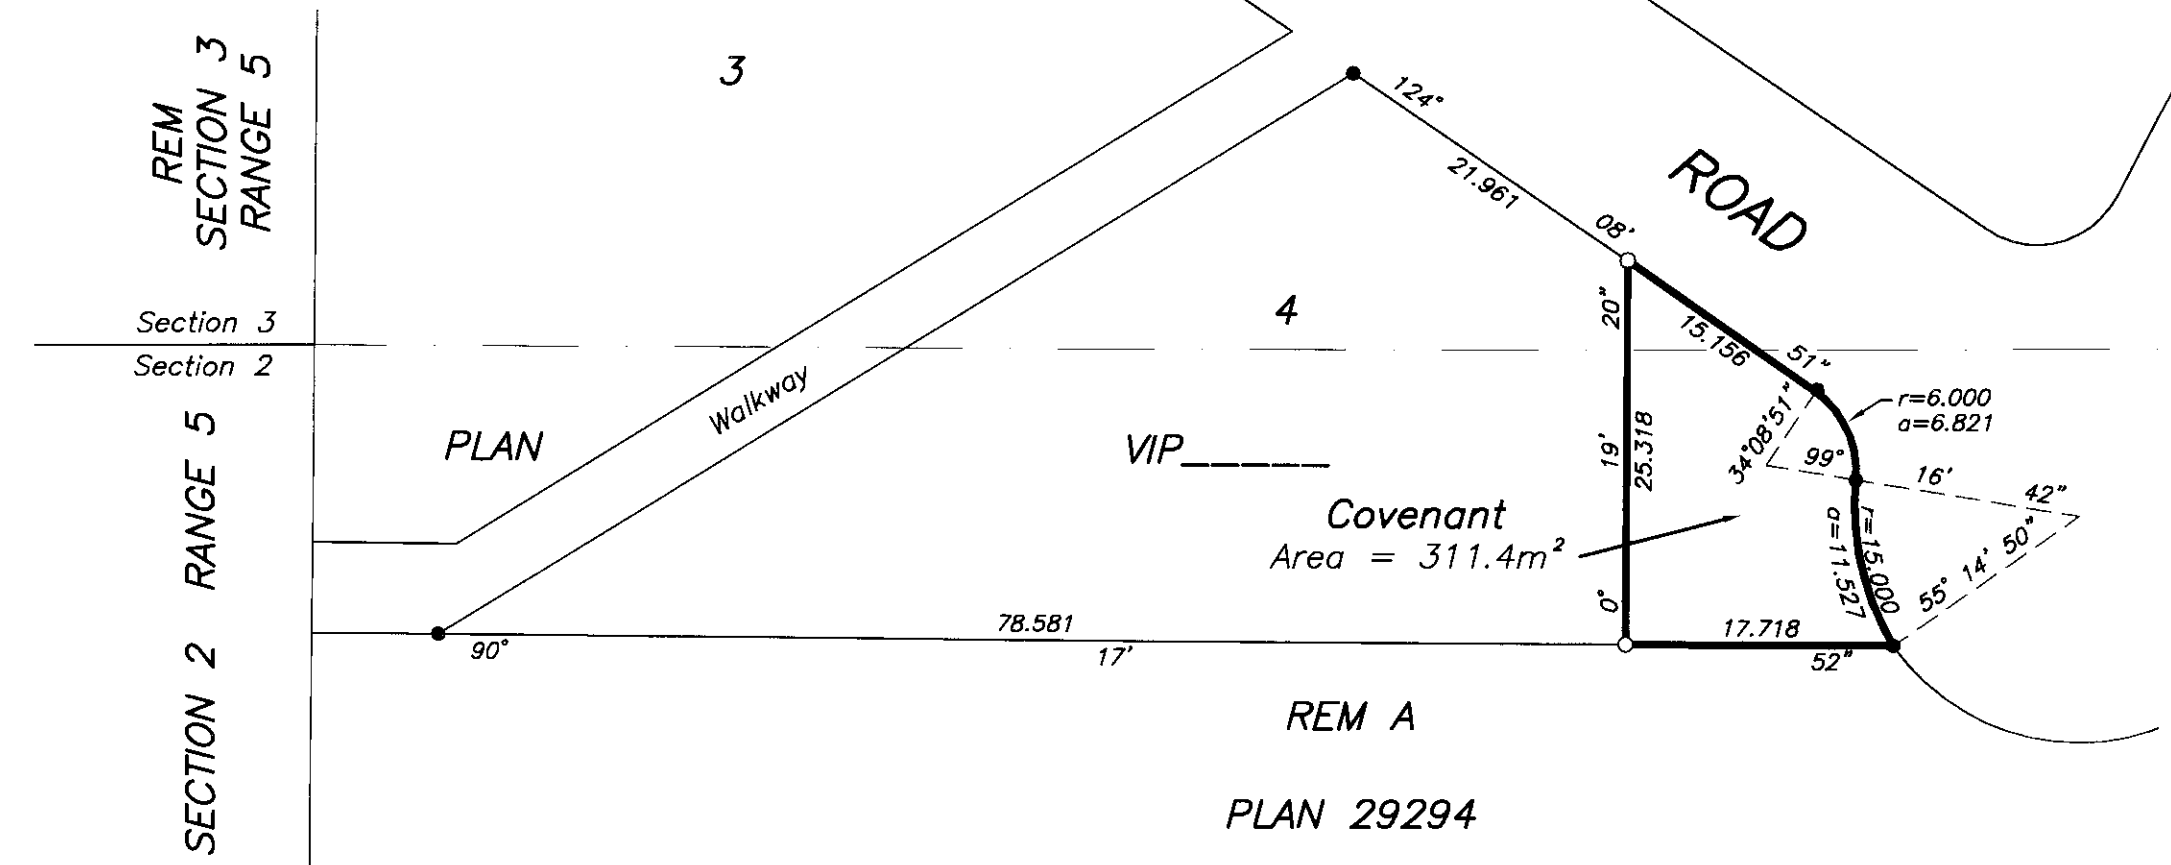 REM
SECTION 3
RANGE 5
3
124°
21.961
08'
ROAD
Section 3
Section 2
4
20"
15.156
51"
r=6.000
a=6.821
34°08'51"
Walkway
PLAN
VIP_____
19'
25.318
99°
16'
42"
Covenant
Area = 311.4m²
r=15.000
a=11.527
55° 14' 50"
0°
SECTION 2 RANGE 5
90°
78.581
17'
17.718
52"
REM A
PLAN 29294